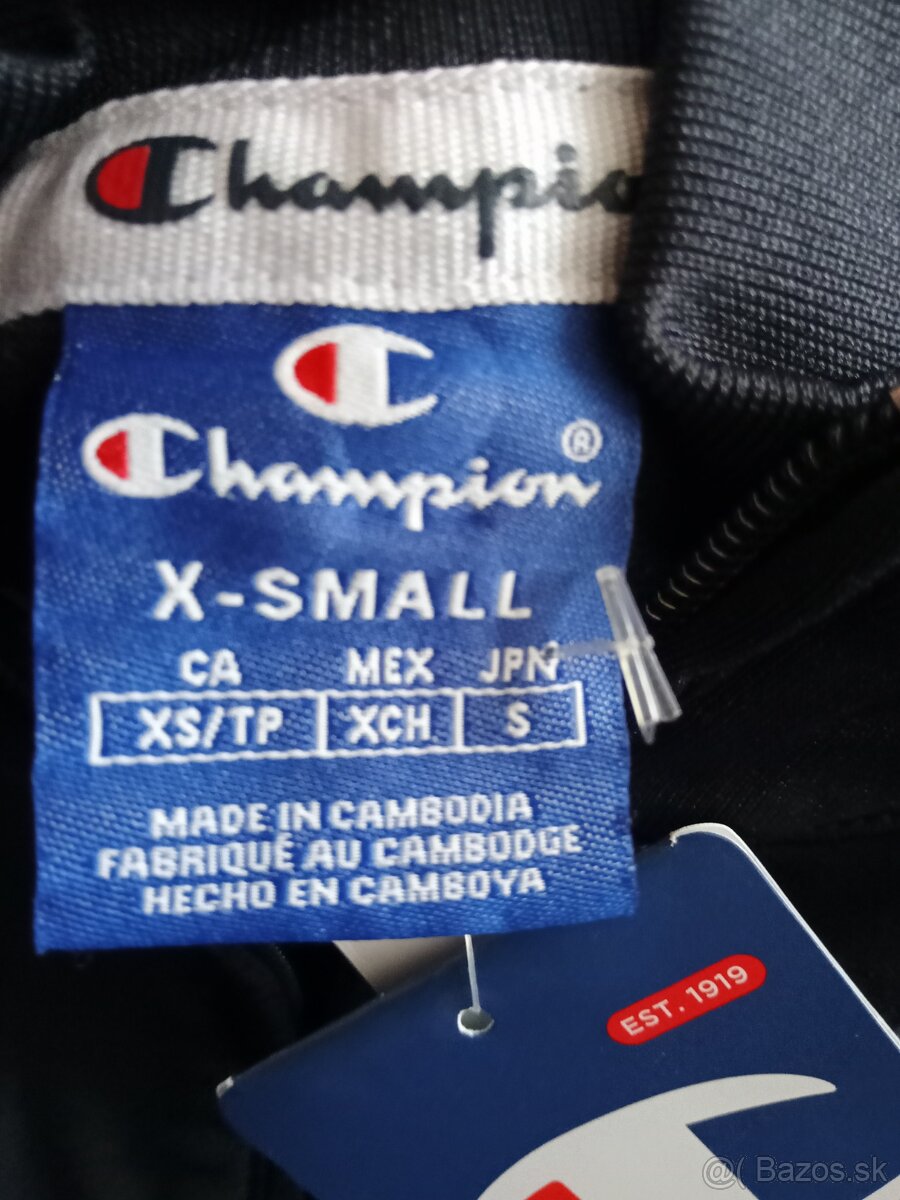 Champio
Champion®
X-SMALL
CA MEX JPN
XS/TP XCH S
MADE IN CAMBODIA
FABRIQUÉ AU CAMBODGE
HECHO EN CAMBOYA
EST. 1919
@( Bazos.sk